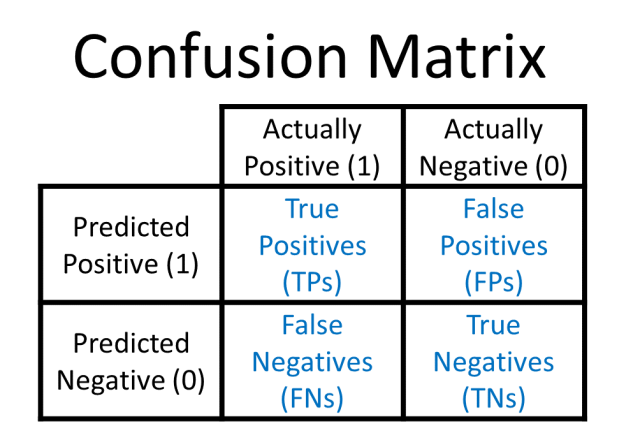 Confusion Matrix
Actually
Positive (1)
Actually
Negative (0)
Predicted
Positive (1)
True
Positives
(TPs)
False
Positives
(FPs)
Predicted
Negative (0)
False
Negatives
(FNs)
True
Negatives
(TNs)